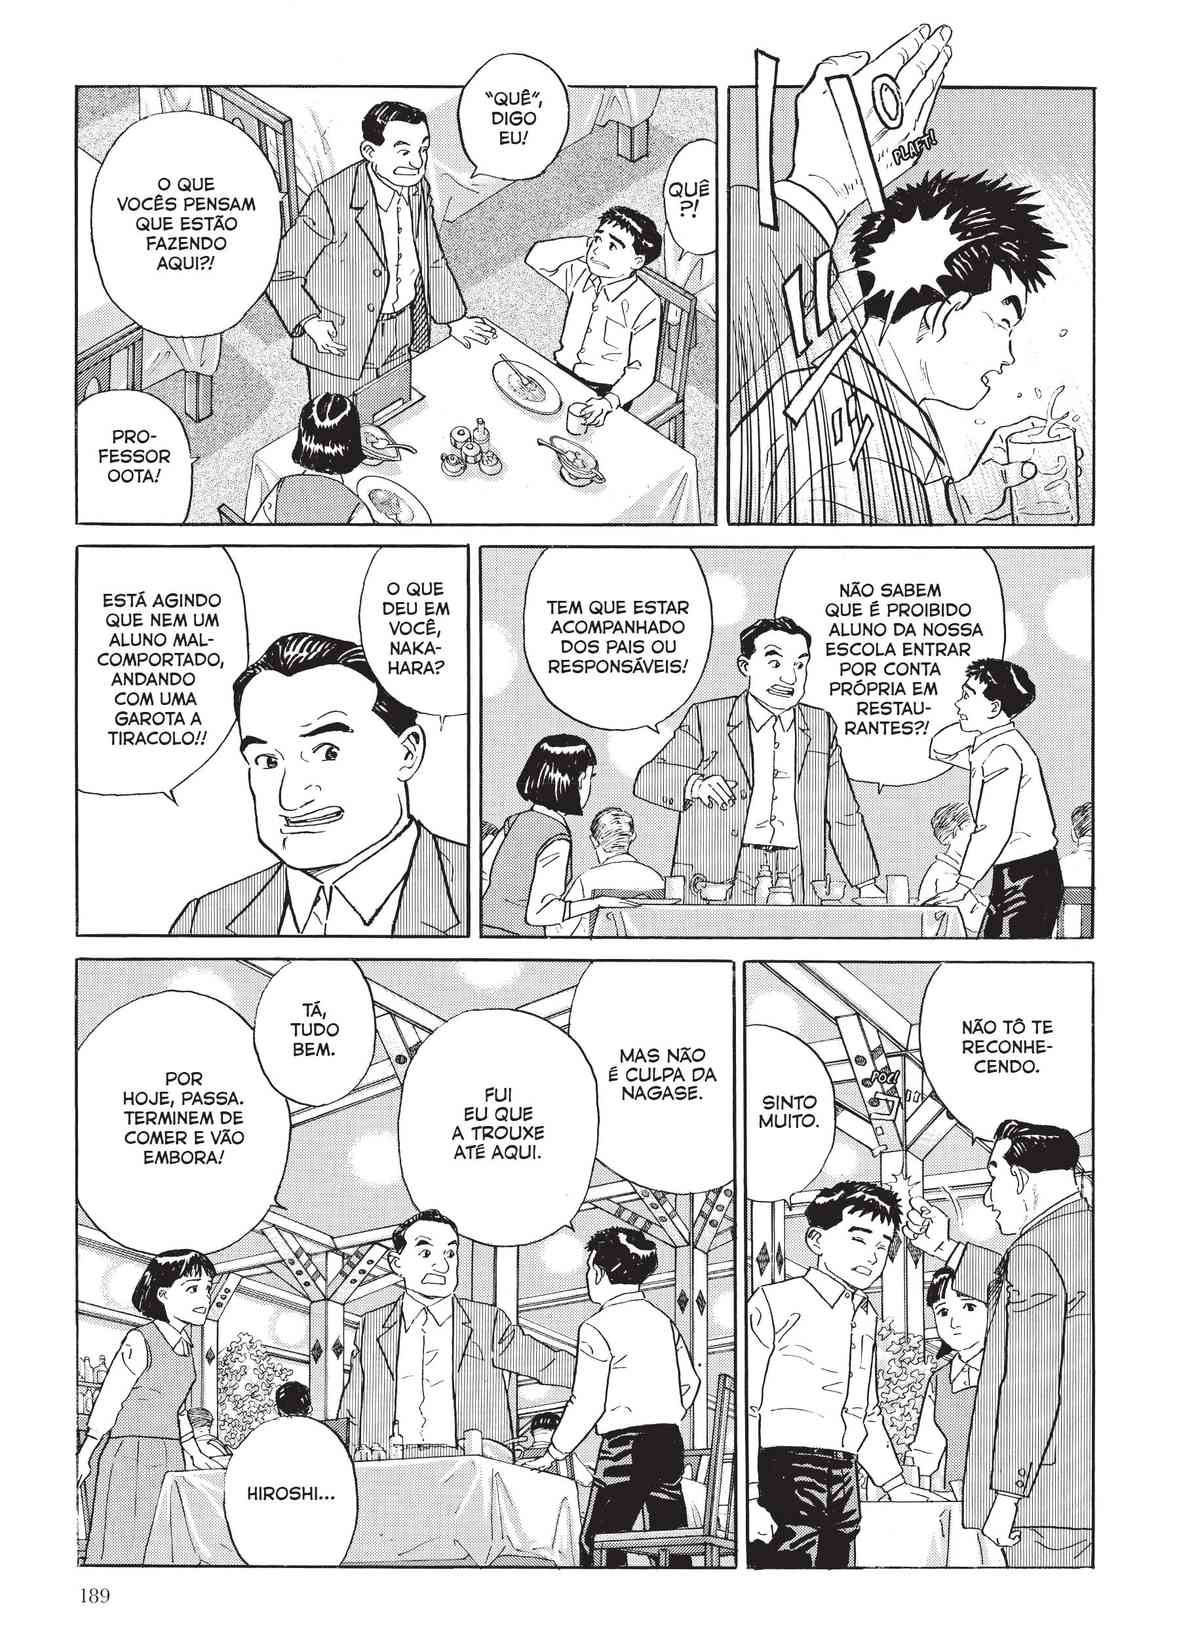 PLAFT!
QUÊ
?!
"QUÊ",
DIGO
EU!
O QUE
VOCÊS PENSAM
QUE ESTÃO
FAZENDO
AQUI?!
PRO-
FESSOR
OOTA!
NÃO SABEM
QUE É PROIBIDO
ALUNO DA NOSSA
ESCOLA ENTRAR
POR CONTA
PRÓPRIA EM
RESTAU-
RANTES?!
TEM QUE ESTAR
ACOMPANHADO
DOS PAIS OU
RESPONSÁVEIS!
O QUE
DEU EM
VOCÊ,
NAKA-
HARA?
ESTÁ AGINDO
QUE NEM UM
ALUNO MAL-
COMPORTADO,
ANDANDO
COM UMA
GAROTA A
TIRACOLO!!
NÃO TÔ TE
RECONHE-
CENDO.
POC!
SINTO
MUITO.
MAS NÃO
É CULPA DA
NAGASE.
FUI
EU QUE
A TROUXE
ATÉ AQUI.
TÁ,
TUDO
BEM.
POR
HOJE, PASSA.
TERMINEM DE
COMER E VÃO
EMBORA!
HIROSHI...
189